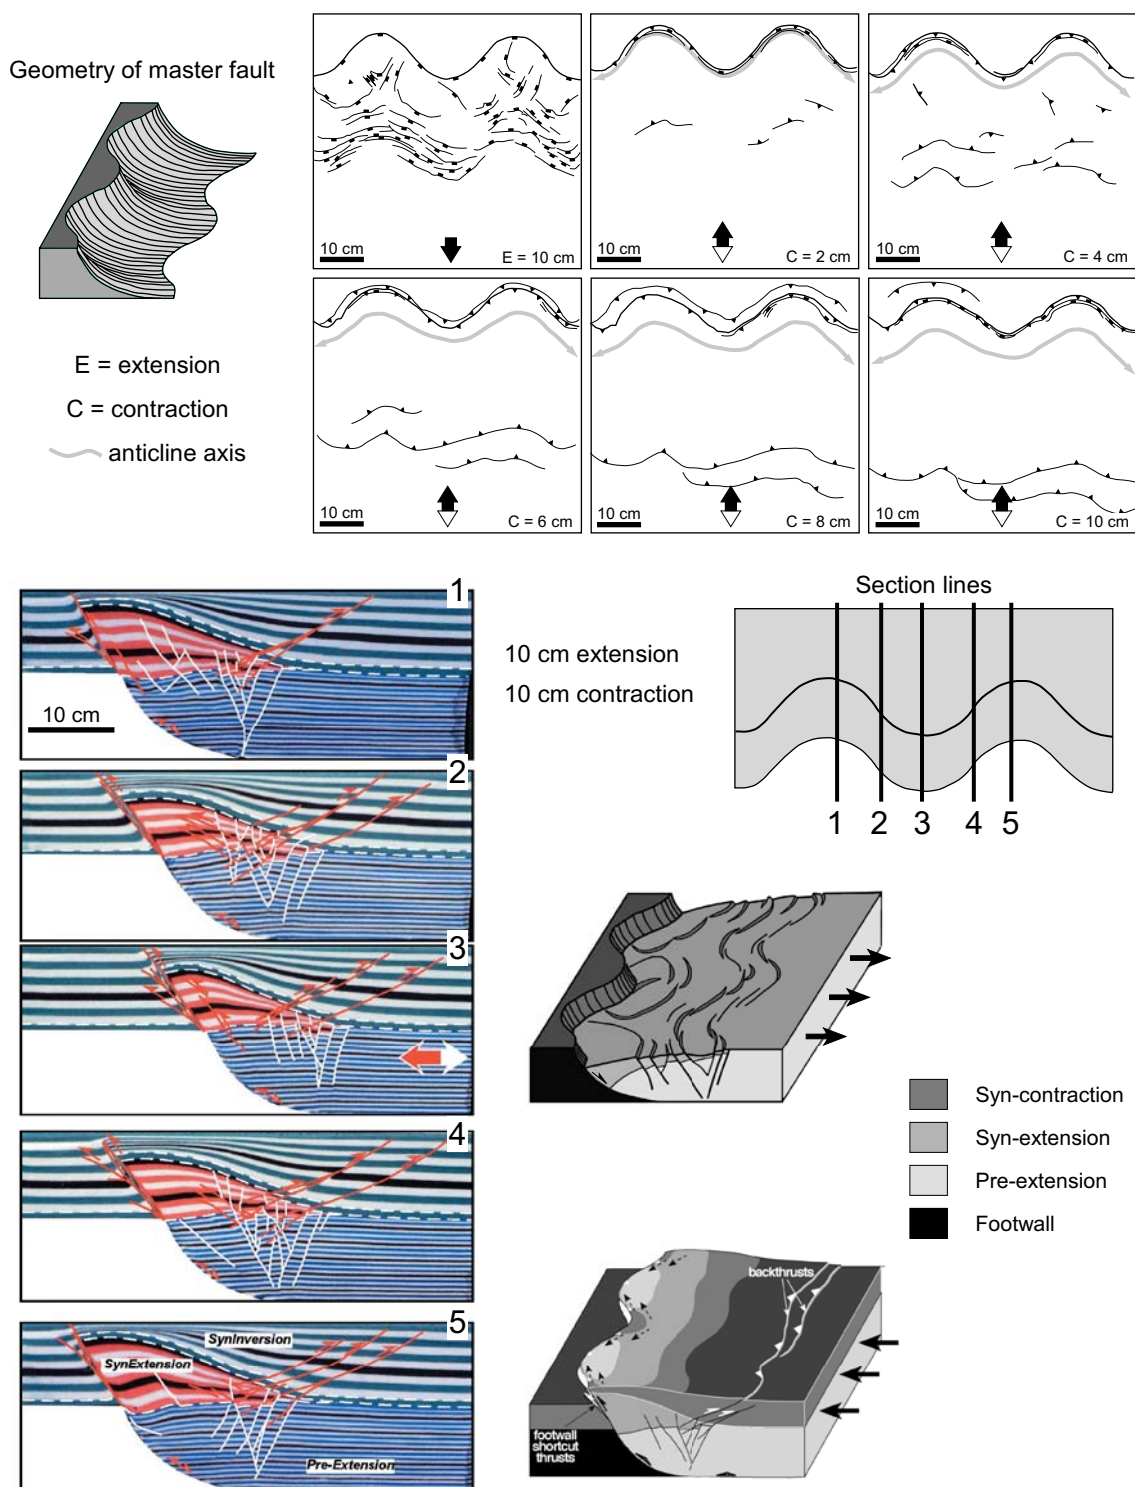 Geometry of master fault
E = extension
C = contraction
anticline axis
10 cm
E = 10 cm
10 cm
C = 2 cm
10 cm
C = 4 cm
10 cm
C = 6 cm
10 cm
C = 8 cm
10 cm
C = 10 cm
1
10 cm
2
3
4
5
SynInversion
SynExtension
Pre-Extension
10 cm extension
10 cm contraction
Section lines
1 2 3 4 5
Syn-contraction
Syn-extension
Pre-extension
Footwall
backthrusts
footwall
shortcut
thrusts